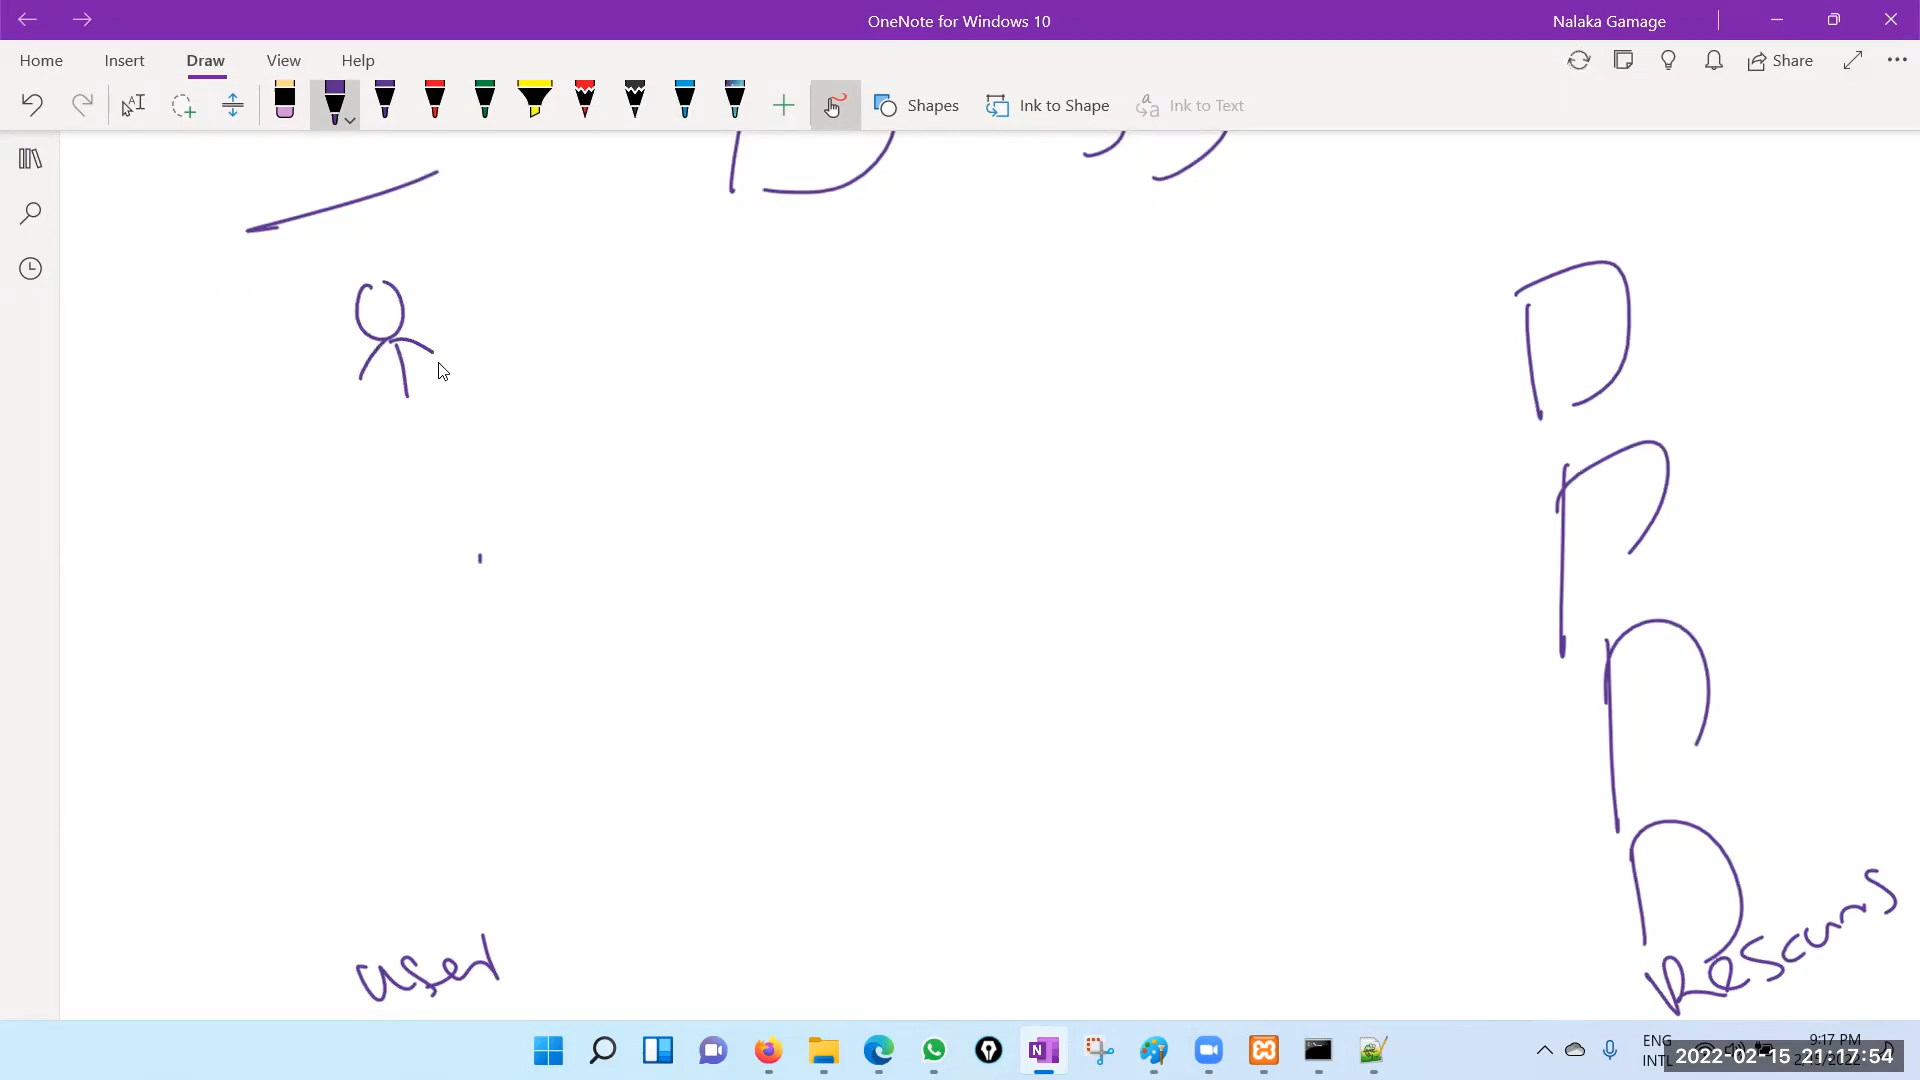 OneNote for Windows 10
Nalaka Gamage
Home Insert Draw View Help
Share
Shapes
Ink to Shape
Ink to Text
D
D
user
ENG
INTL
9:17 PM
2022-02-15 21:17:54